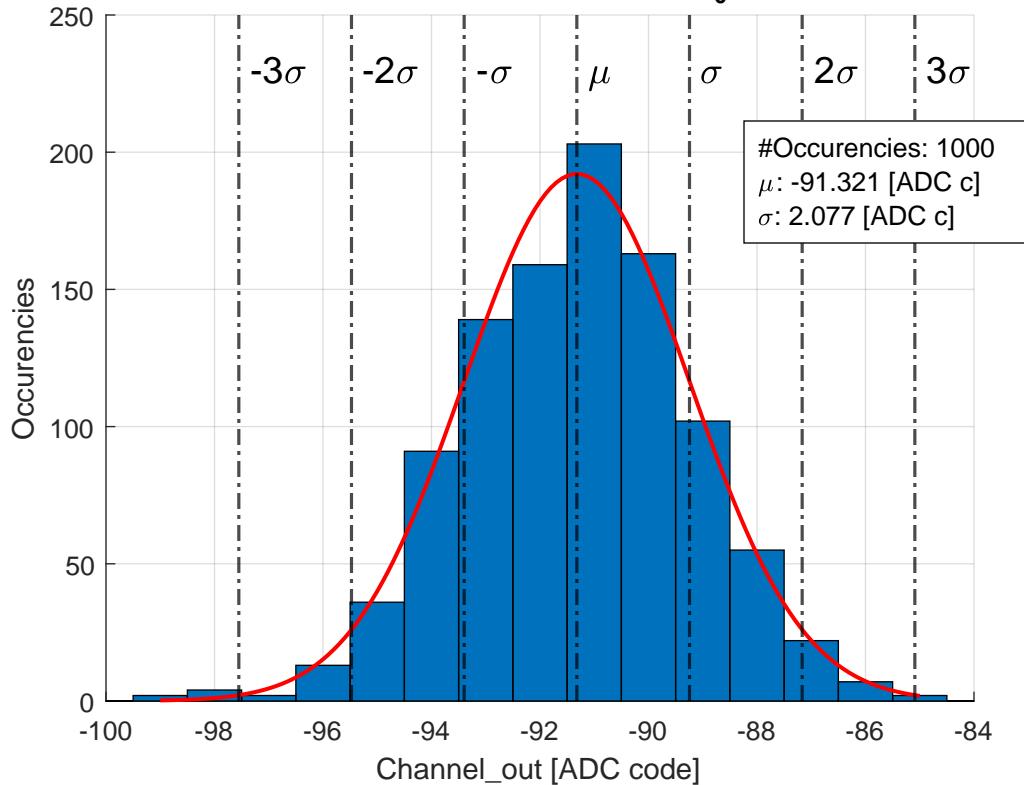 250
200
150
100
50
0
-3σ
-2σ
-σ
μ
σ
2σ
3σ
#Occurencies: 1000
μ: -91.321 [ADC c]
σ: 2.077 [ADC c]
Occurencies
-100
-98
-96
-94
-92
-90
-88
-86
-84
Channel_out [ADC code]